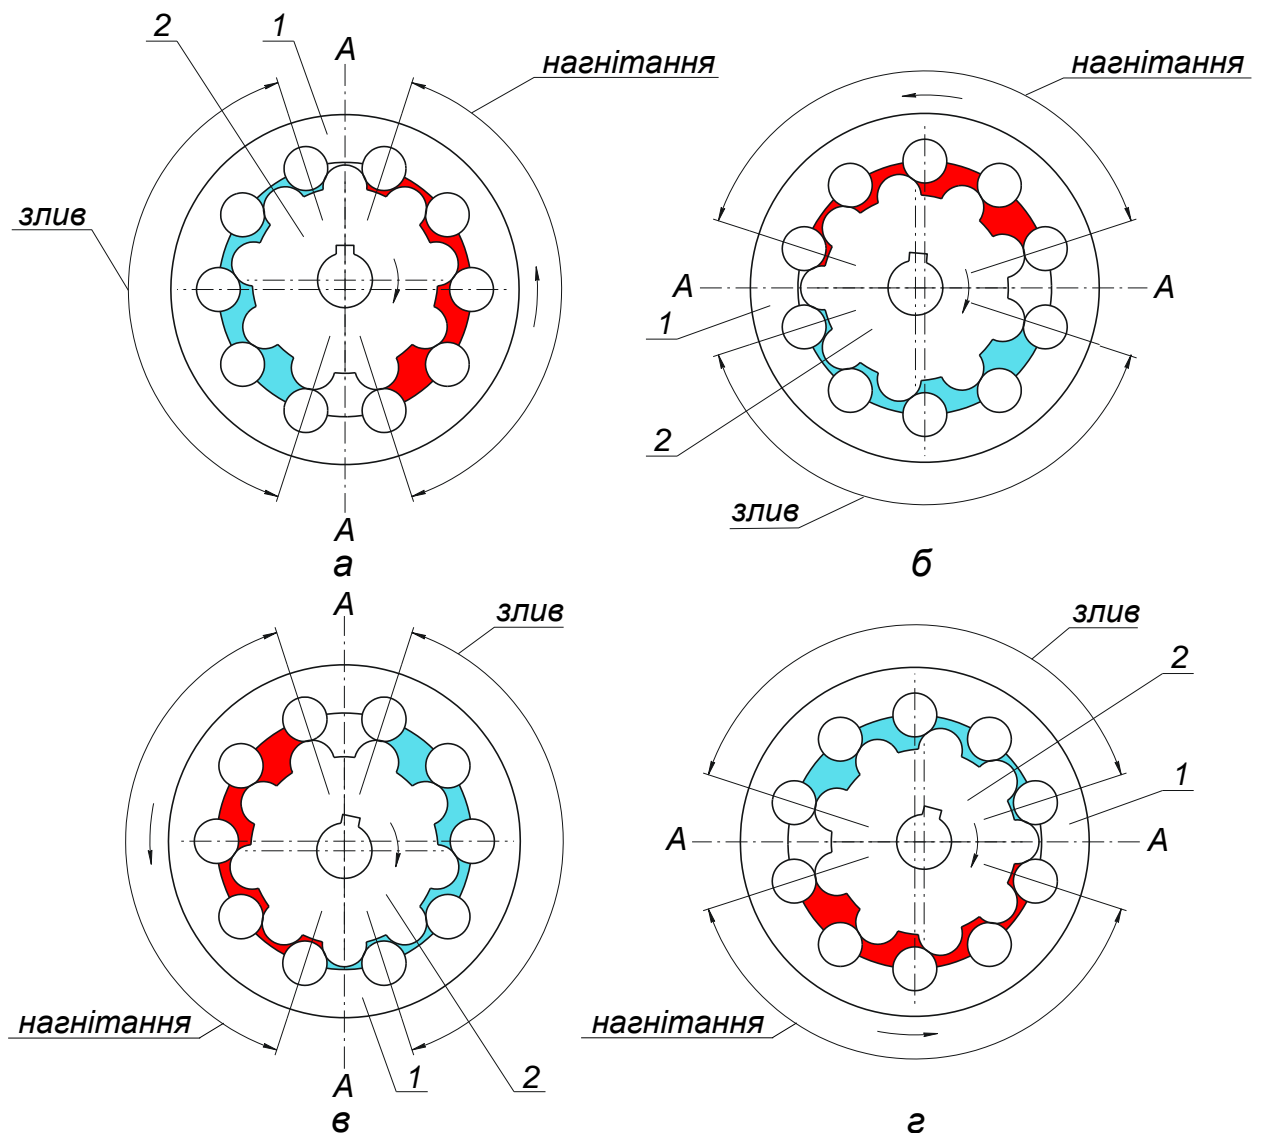 2
1
A
нагнітання
злив
A
а
нагнітання
A
A
1
2
злив
б
A
злив
нагнітання
1
2
A
в
злив
2
1
A
A
нагнітання
г